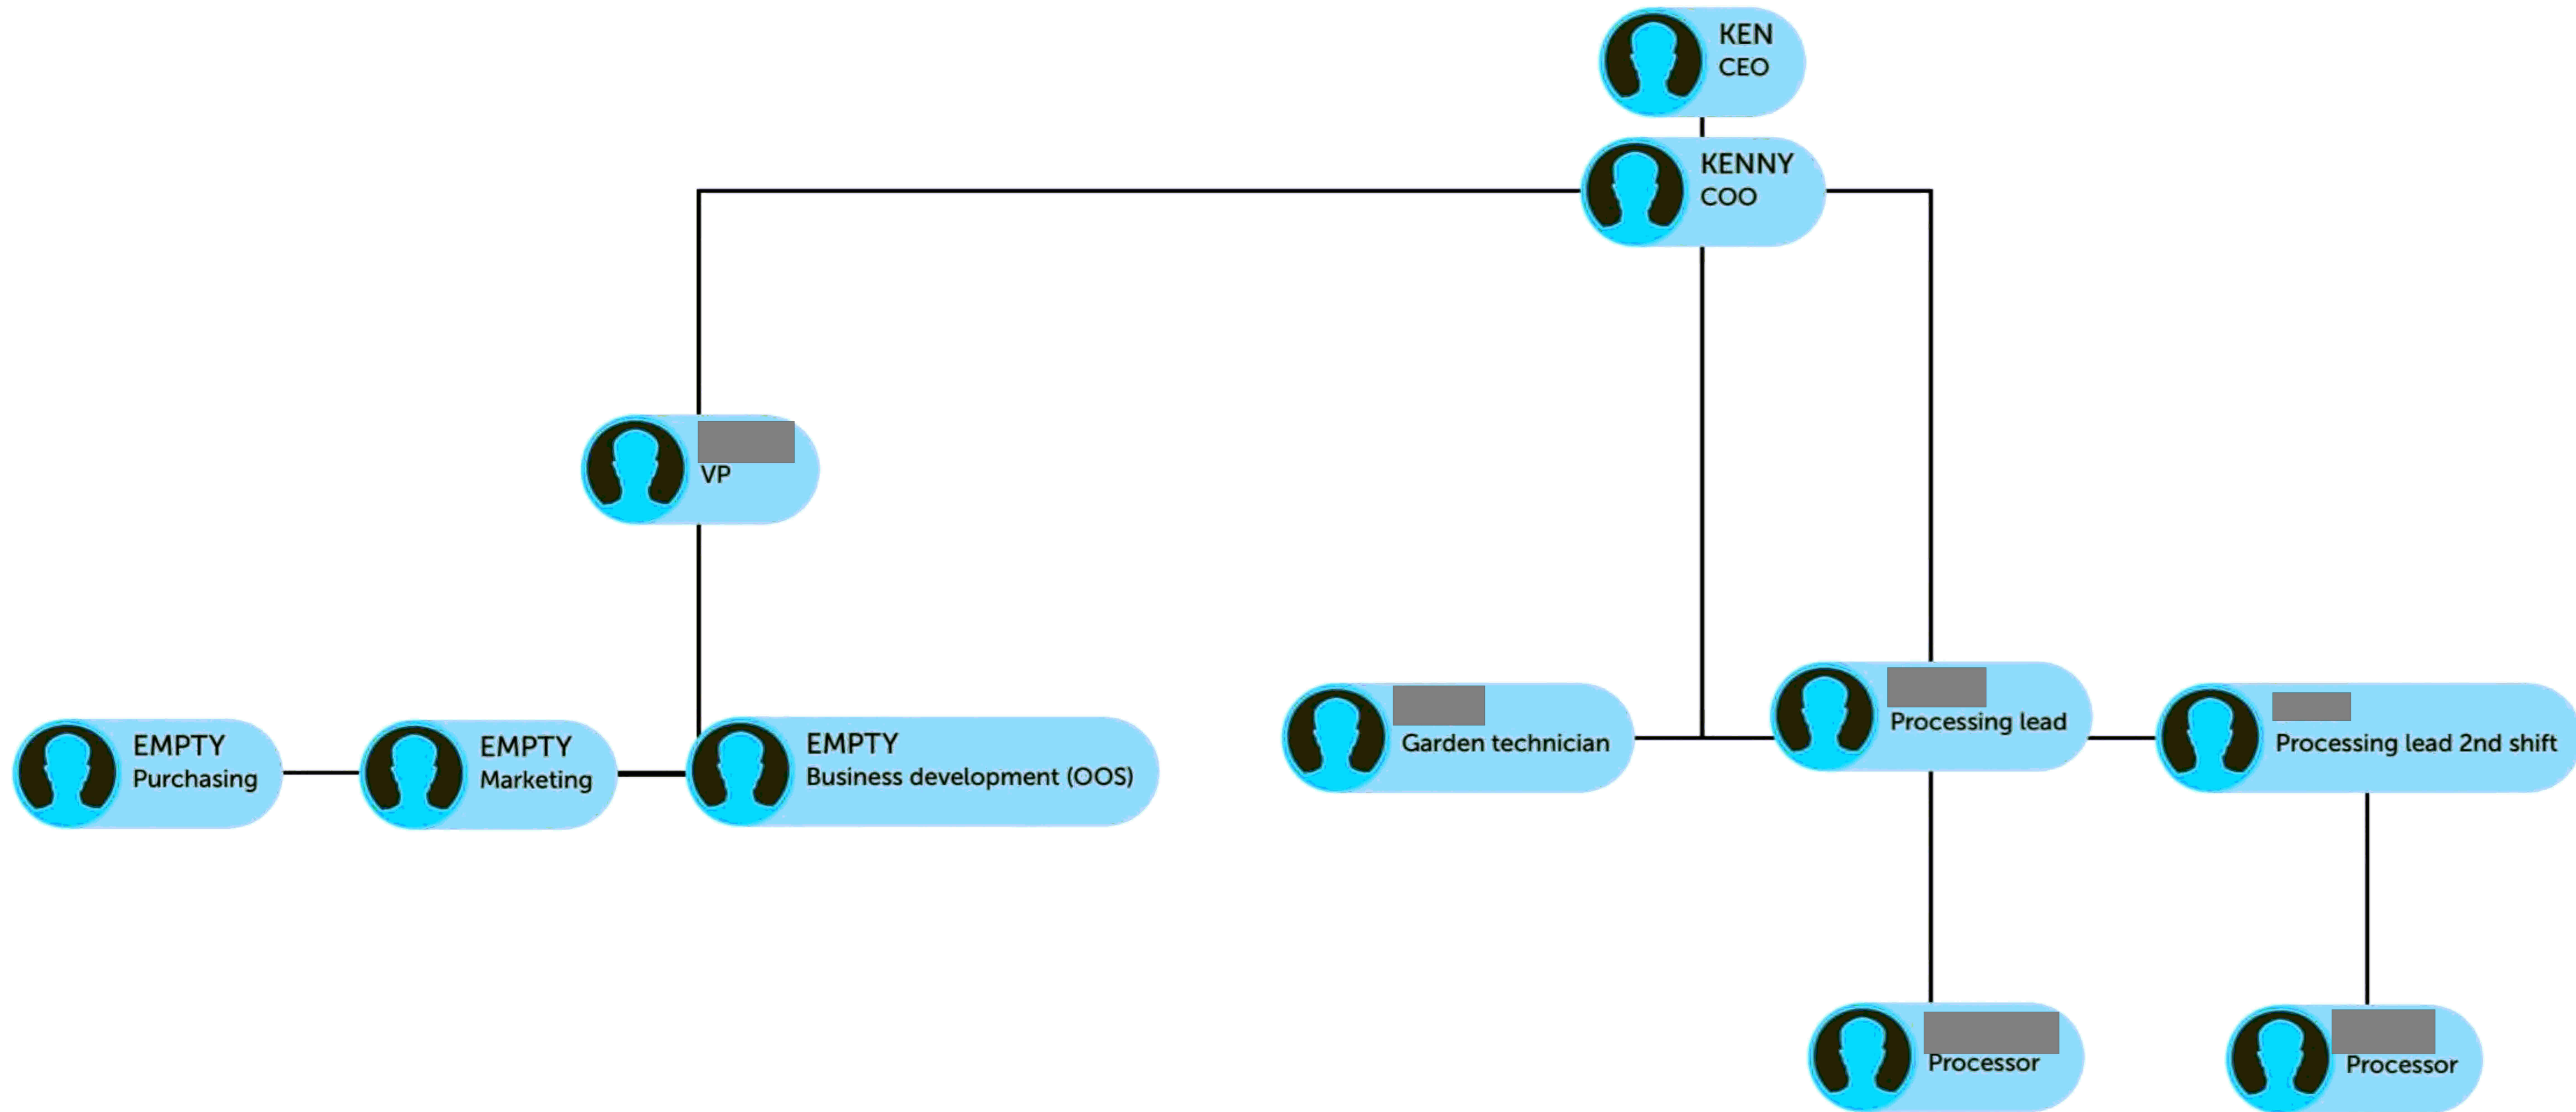 KEN
CEO
KENNY
COO
VP
EMPTY
Purchasing
EMPTY
Marketing
EMPTY
Business development (OOS)
Garden technician
Processing lead
Processing lead 2nd shift
Processor
Processor